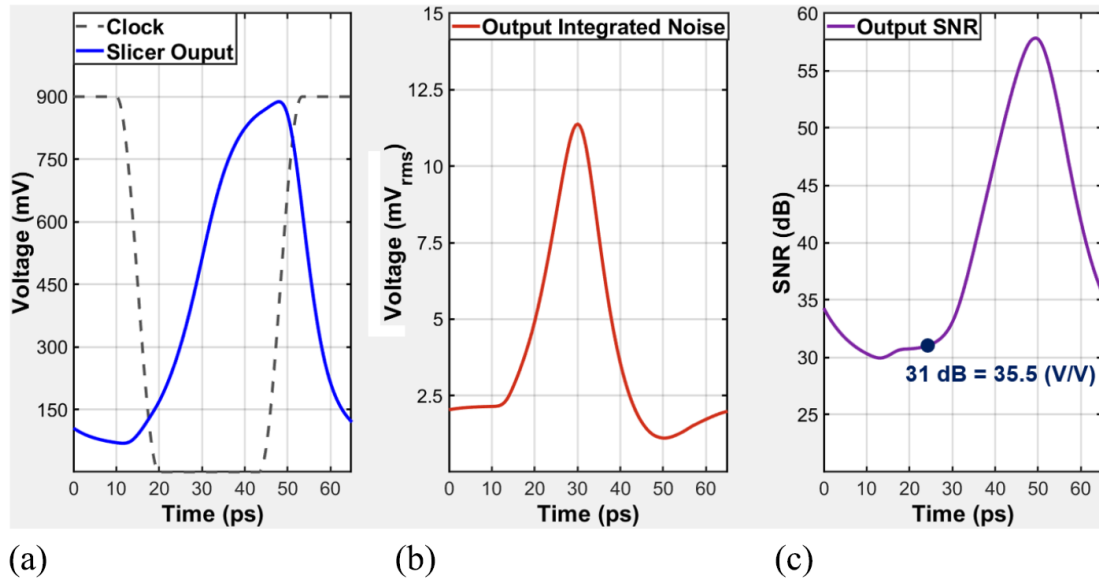 Clock
Slicer Ouput
900
750
600
450
300
150
Voltage (mV)
0 10 20 30 40 50 60
Time (ps)
(a)
Output Integrated Noise
15
12.5
10
7.5
5
2.5
Voltage (mVrms)
0 10 20 30 40 50 60
Time (ps)
(b)
Output SNR
60
55
50
45
40
35
30
25
SNR (dB)
31 dB = 35.5 (V/V)
0 10 20 30 40 50 60
Time (ps)
(c)